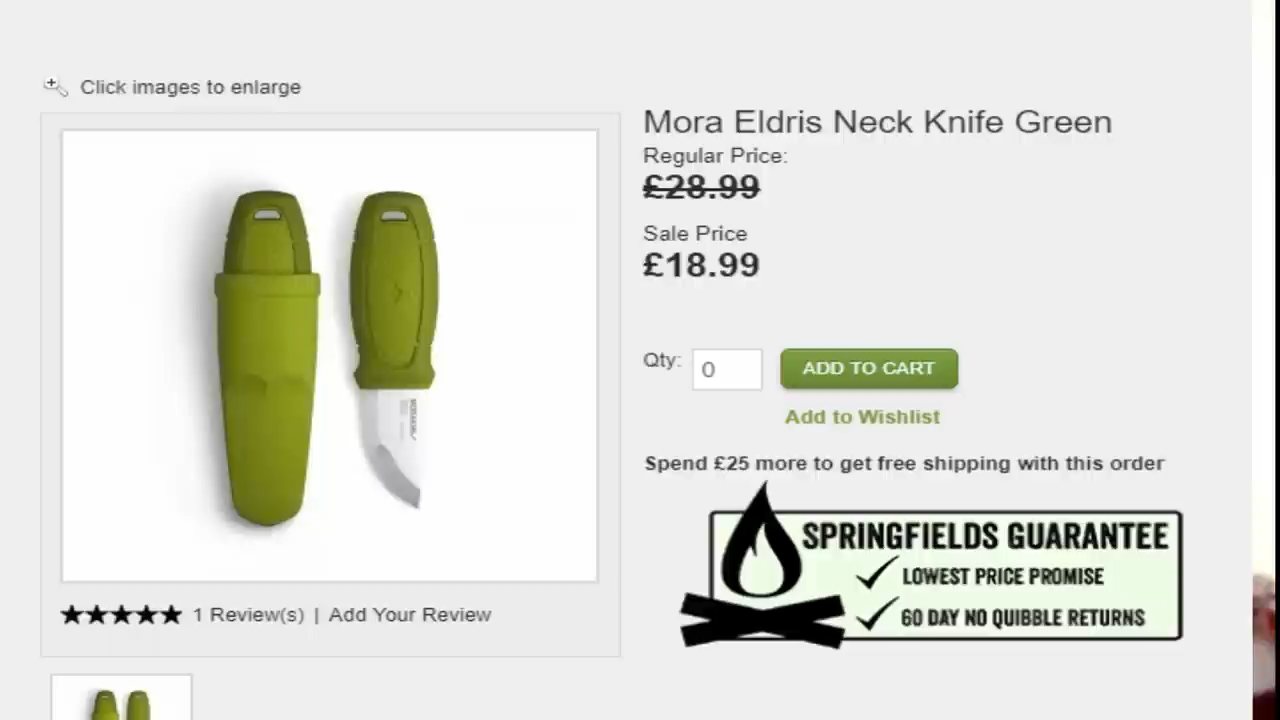 Click images to enlarge
Mora Eldris Neck Knife Green
Regular Price:
£28.99
Sale Price
£18.99
Qty:
0
ADD TO CART
Add to Wishlist
Spend £25 more to get free shipping with this order
SPRINGFIELDS GUARANTEE
LOWEST PRICE PROMISE
60 DAY NO QUIBBLE RETURNS
1 Review(s) | Add Your Review